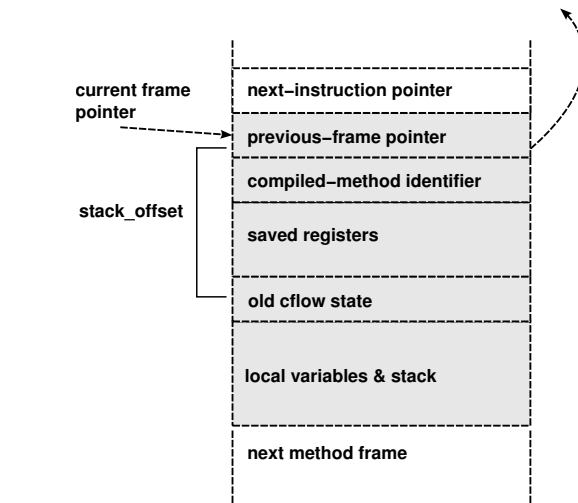 next−instruction pointer
current frame
pointer
previous−frame pointer
compiled−method identifier
stack_offset
saved registers
old cflow state
local variables & stack
next method frame